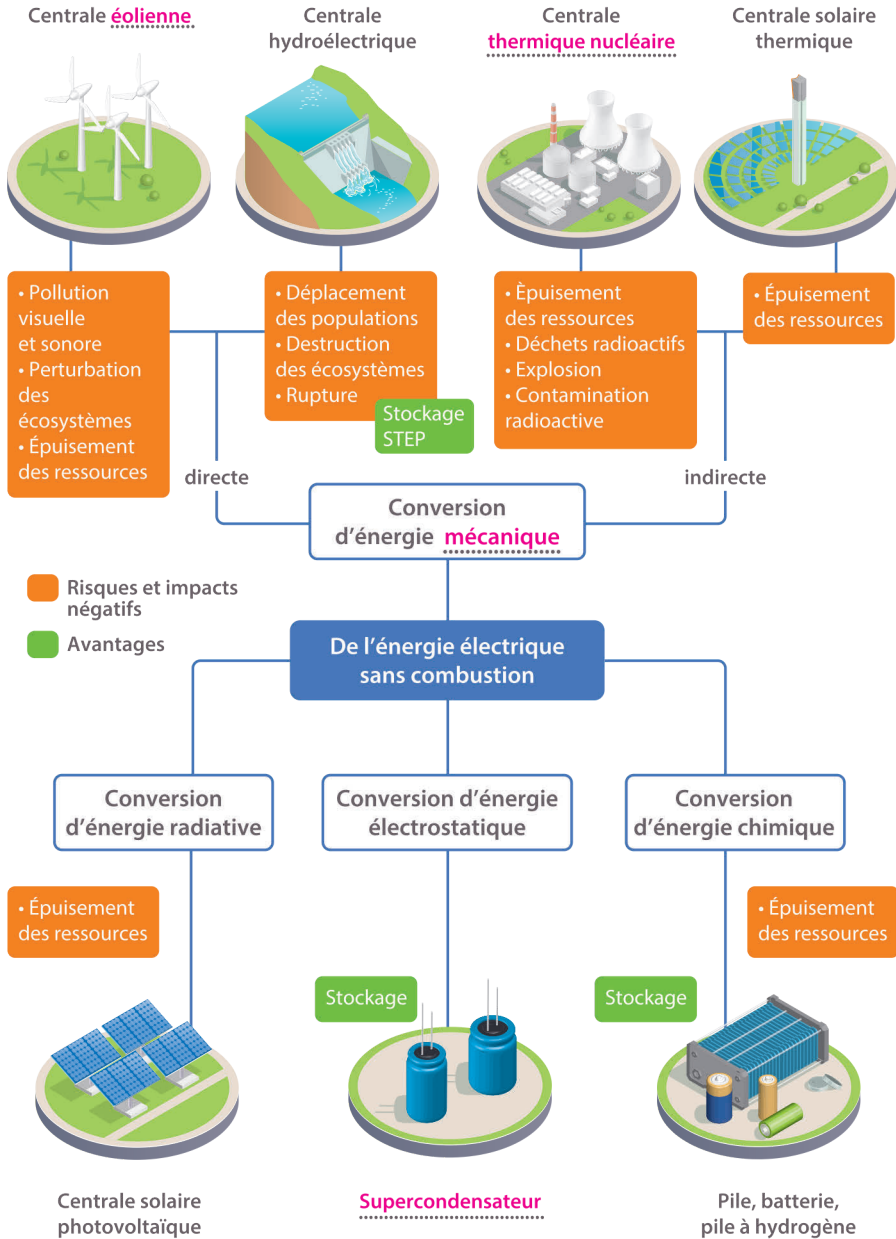 Centrale éolienne
Centrale
hydroélectrique
Centrale
thermique nucléaire
Centrale solaire
thermique
• Pollution
visuelle
et sonore
• Perturbation
des
écosystèmes
• Épuisement
des ressources
• Déplacement
des populations
• Destruction
des écosystèmes
• Rupture
Stockage
STEP
• Èpuisement
des ressources
• Déchets radioactifs
• Explosion
• Contamination
radioactive
• Épuisement
des ressources
directe
indirecte
Conversion
d'énergie mécanique
Risques et impacts
négatifs
Avantages
De l'énergie électrique
sans combustion
Conversion
d'énergie radiative
Conversion d'énergie
électrostatique
Conversion
d'énergie chimique
• Épuisement
des ressources
Stockage
• Épuisement
des ressources
Stockage
Centrale solaire
photovoltaïque
Supercondensateur
Pile, batterie,
pile à hydrogène